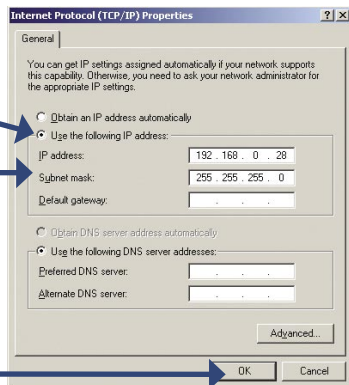 Internet Protocol (TCP/IP) Properties
General
You can get IP settings assigned automatically if your network supports
this capability. Otherwise, you need to ask your network administrator for
the appropriate IP settings.
Obtain an IP address automatically
Use the following IP address:
IP address: 192 . 168 . 0 . 28
Subnet mask: 255 . 255 . 255 . 0
Default gateway: . . .
Obtain DNS server address automatically
Use the following DNS server addresses:
Preferred DNS server: . . .
Alternate DNS server: . . .
Advanced...
OK Cancel